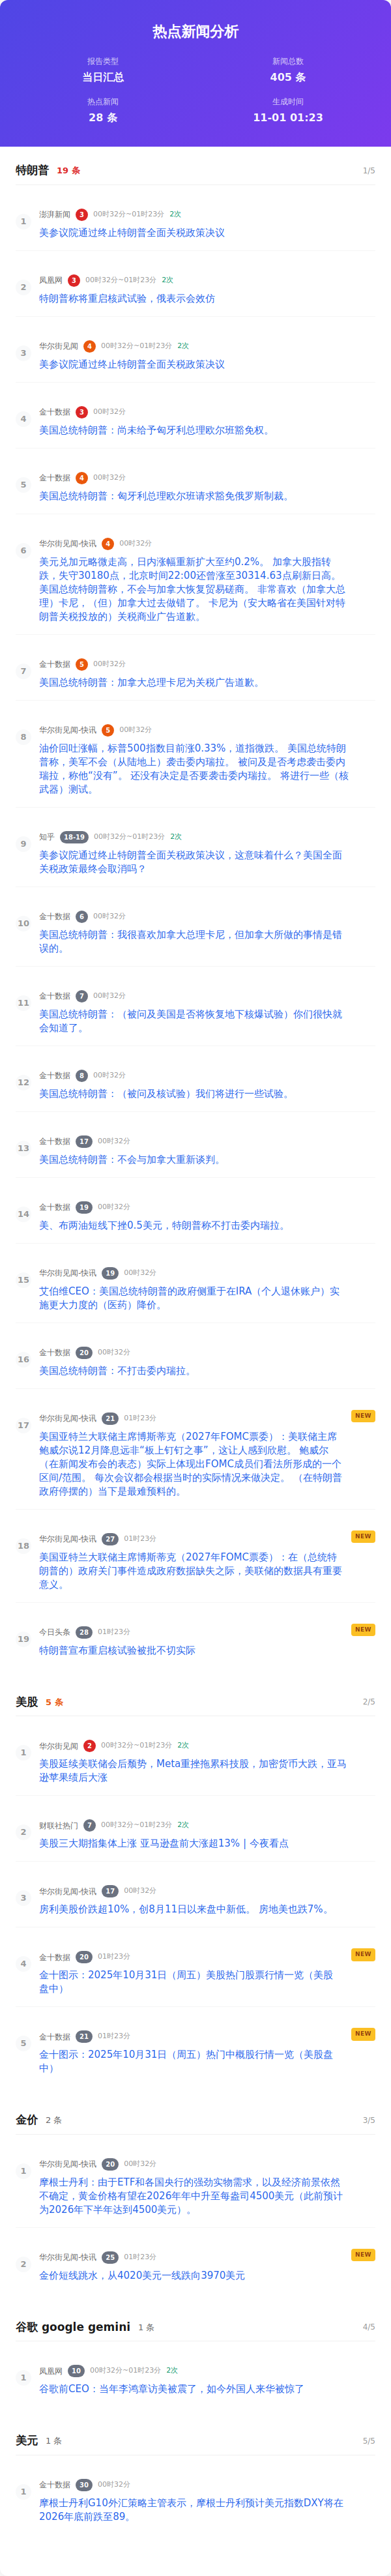 热点新闻分析
报告类型
新闻总数
当日汇总
405 条
热点新闻
生成时间
28 条
11-01 01:23
特朗普 19 条 1/5
1
澎湃新闻 3 00时32分~01时23分 2次
美参议院通过终止特朗普全面关税政策决议
2
凤凰网 3 00时32分~01时23分 2次
特朗普称将重启核武试验，俄表示会效仿
3
华尔街见闻 4 00时32分~01时23分 2次
美参议院通过终止特朗普全面关税政策决议
4
金十数据 3 00时32分
美国总统特朗普：尚未给予匈牙利总理欧尔班豁免权。
5
金十数据 4 00时32分
美国总统特朗普：匈牙利总理欧尔班请求豁免俄罗斯制裁。
6
华尔街见闻-快讯 4 00时32分
美元兑加元略微走高，日内涨幅重新扩大至约0.2%。 加拿大股指转
跌，失守30180点，北京时间22:00还曾涨至30314.63点刷新日高。
美国总统特朗普称，不会与加拿大恢复贸易磋商。 非常喜欢（加拿大总
理）卡尼，（但）加拿大过去做错了。 卡尼为（安大略省在美国针对特
朗普关税投放的）关税商业广告道歉。
7
金十数据 5 00时32分
美国总统特朗普：加拿大总理卡尼为关税广告道歉。
8
华尔街见闻-快讯 5 00时32分
油价回吐涨幅，标普500指数目前涨0.33%，道指微跌。 美国总统特朗
普称，美军不会（从陆地上）袭击委内瑞拉。 被问及是否考虑袭击委内
瑞拉，称他“没有”。 还没有决定是否要袭击委内瑞拉。 将进行一些（核
武器）测试。
9
知乎 18-19 00时32分~01时23分 2次
美参议院通过终止特朗普全面关税政策决议，这意味着什么？美国全面
关税政策最终会取消吗？
10
金十数据 6 00时32分
美国总统特朗普：我很喜欢加拿大总理卡尼，但加拿大所做的事情是错
误的。
11
金十数据 7 00时32分
美国总统特朗普：（被问及美国是否将恢复地下核爆试验）你们很快就
会知道了。
12
金十数据 8 00时32分
美国总统特朗普：（被问及核试验）我们将进行一些试验。
13
金十数据 17 00时32分
美国总统特朗普：不会与加拿大重新谈判。
14
金十数据 19 00时32分
美、布两油短线下挫0.5美元，特朗普称不打击委内瑞拉。
15
华尔街见闻-快讯 19 00时32分
艾伯维CEO：美国总统特朗普的政府侧重于在IRA（个人退休账户）实
施更大力度的（医药）降价。
16
金十数据 20 00时32分
美国总统特朗普：不打击委内瑞拉。
17
华尔街见闻-快讯 21 01时23分 NEW
美国亚特兰大联储主席博斯蒂克（2027年FOMC票委）：美联储主席
鲍威尔说12月降息远非“板上钉钉之事”，这让人感到欣慰。 鲍威尔
（在新闻发布会的表态）实际上体现出FOMC成员们看法所形成的一个
区间/范围。 每次会议都会根据当时的实际情况来做决定。 （在特朗普
政府停摆的）当下是最难预料的。
18
华尔街见闻-快讯 27 01时23分 NEW
美国亚特兰大联储主席博斯蒂克（2027年FOMC票委）：在（总统特
朗普的）政府关门事件造成政府数据缺失之际，美联储的数据具有重要
意义。
19
今日头条 28 01时23分 NEW
特朗普宣布重启核试验被批不切实际
美股 5 条 2/5
1
华尔街见闻 2 00时32分~01时23分 2次
美股延续美联储会后颓势，Meta重挫拖累科技股，加密货币大跌，亚马
逊苹果绩后大涨
2
财联社热门 7 00时32分~01时23分 2次
美股三大期指集体上涨 亚马逊盘前大涨超13% | 今夜看点
3
华尔街见闻-快讯 17 00时32分
房利美股价跌超10%，创8月11日以来盘中新低。 房地美也跌7%。
4
金十数据 20 01时23分 NEW
金十图示：2025年10月31日（周五）美股热门股票行情一览（美股
盘中）
5
金十数据 21 01时23分 NEW
金十图示：2025年10月31日（周五）热门中概股行情一览（美股盘
中）
金价 2 条 3/5
1
华尔街见闻-快讯 20 00时32分
摩根士丹利：由于ETF和各国央行的强劲实物需求，以及经济前景依然
不确定，黄金价格有望在2026年年中升至每盎司4500美元（此前预计
为2026年下半年达到4500美元）。
2
华尔街见闻-快讯 25 01时23分 NEW
金价短线跳水，从4020美元一线跌向3970美元
谷歌 google gemini 1 条 4/5
1
凤凰网 10 00时32分~01时23分 2次
谷歌前CEO：当年李鸿章访美被震了，如今外国人来华被惊了
美元 1 条 5/5
1
金十数据 30 00时32分
摩根士丹利G10外汇策略主管表示，摩根士丹利预计美元指数DXY将在
2026年底前跌至89。